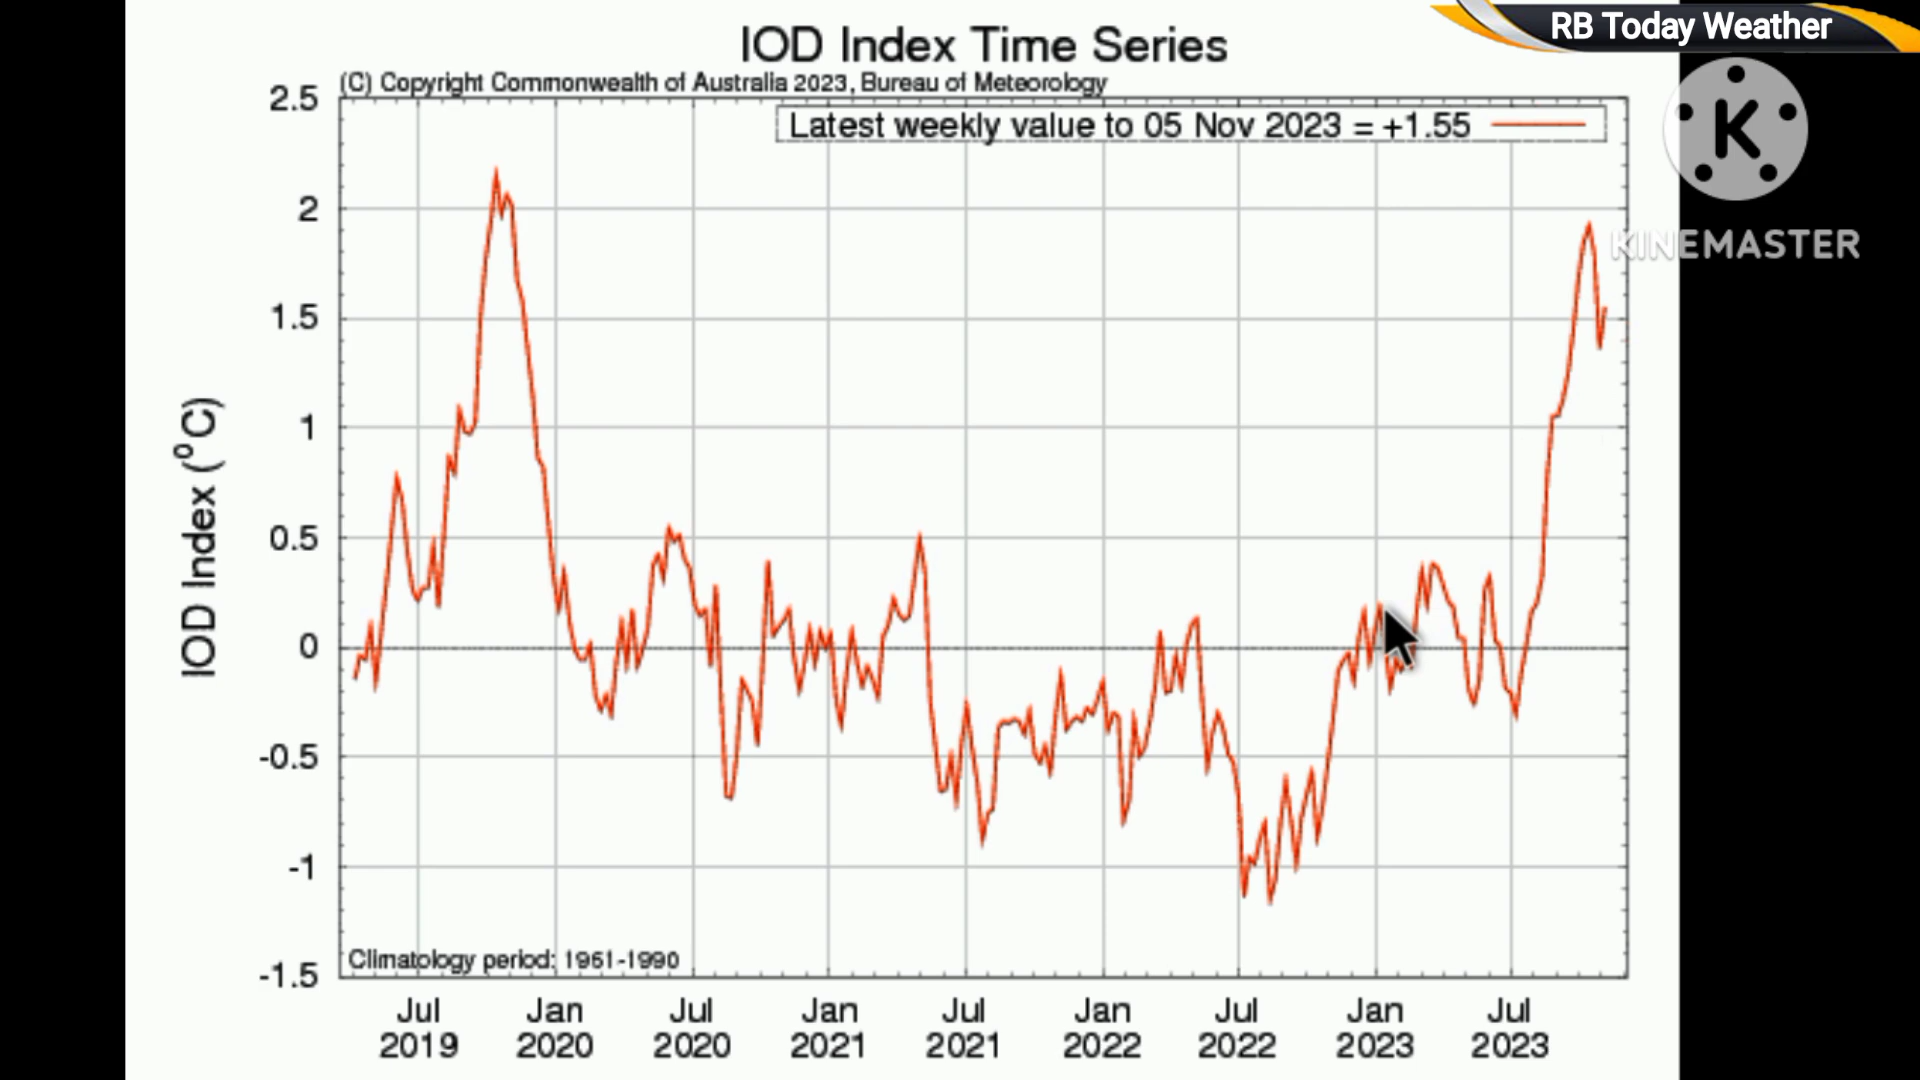 RB Today Weather
IOD Index Time Series
(C) Copyright Commonwealth of Australia 2023, Bureau of Meteorology
Latest weekly value to 05 Nov 2023 = +1.55
K
KINEMASTER
IOD Index (⁰C)
2.5
2
1.5
1
0.5
0
-0.5
-1
-1.5
Climatology period: 1961-1990
Jul Jan Jul Jan Jul Jan Jul Jan Jul
2019 2020 2020 2021 2021 2022 2022 2023 2023